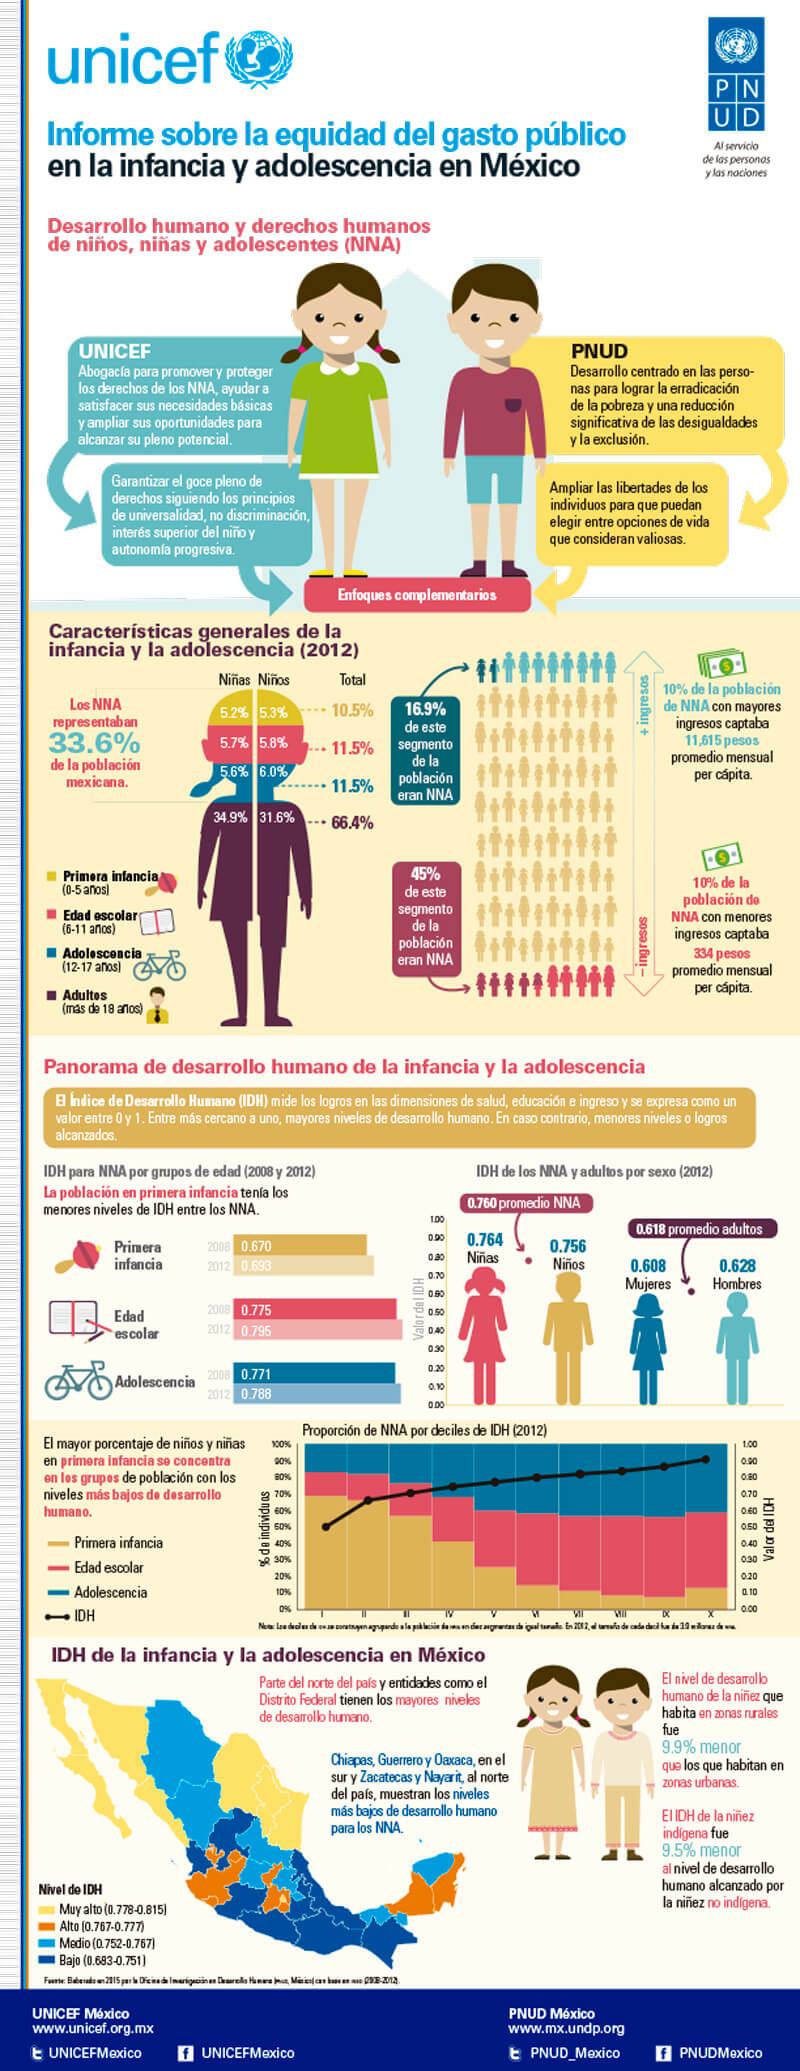 unicef
PNUD
Al servicio
de las personas
y las naciones
Informe sobre la equidad del gasto público
en la infancia y adolescencia en México
Desarrollo humano y derechos humanos
de niños, niñas y adolescentes (NNA)
UNICEF
Abogacía para promover y proteger
los derechos de los NNA, ayudar a
satisfacer sus necesidades básicas
y ampliar sus oportunidades para
alcanzar su pleno potencial.
Garantizar el goce pleno de
derechos siguiendo los principios
de universalidad, no discriminación,
interés superior del niño y
autonomía progresiva.
PNUD
Desarrollo centrado en las perso-
nas para lograr la erradicación
de la pobreza y una reducción
significativa de las desigualdades
y la exclusión.
Ampliar las libertades de los
individuos para que puedan
elegir entre opciones de vida
que consideran valiosas.
Enfoques complementarios
Características generales de la
infancia y la adolescencia (2012)
Los NNA
representaban
33.6%
de la población
mexicana.
Niñas Niños Total
5.2% 5.3% 10.5%
5.7% 5.8% 11.5%
5.6% 6.0% 11.5%
34.9% 31.6% 66.4%
Primera infancia
(0-5 años)
Edad escolar
(6-11 años)
Adolescencia
(12-17 años)
Adultos
(más de 18 años)
16.9%
de este
segmento
de la
población
eran NNA
45%
de este
segmento
de la
población
eran NNA
+ ingresos
– ingresos
10% de la población
de NNA con mayores
ingresos captaba
11,615 pesos
promedio mensual
per cápita.
10% de la
población de
NNA con menores
ingresos captaba
334 pesos
promedio mensual
per cápita.
Panorama de desarrollo humano de la infancia y la adolescencia
El Índice de Desarrollo Humano (IDH) mide los logros en las dimensiones de salud, educación e ingreso y se expresa como un
valor entre 0 y 1. Entre más cercano a uno, mayores niveles de desarrollo humano. En caso contrario, menores niveles o logros
alcanzados.
IDH para NNA por grupos de edad (2008 y 2012)
La población en primera infancia tenía los
menores niveles de IDH entre los NNA.
Primera
infancia
2008 0.670
2012 0.693
Edad
escolar
2008 0.775
2012 0.795
Adolescencia
2008 0.771
2012 0.788
IDH de los NNA y adultos por sexo (2012)
0.760 promedio NNA
0.618 promedio adultos
Valor del IDH
1.00
0.90
0.80
0.70
0.60
0.50
0.40
0.30
0.20
0.10
0.00
0.764
Niñas
0.756
Niños
0.608
Mujeres
0.628
Hombres
El mayor porcentaje de niños y niñas
en primera infancia se concentra
en los grupos de población con los
niveles más bajos de desarrollo
humano.
Primera infancia
Edad escolar
Adolescencia
IDH
Proporción de NNA por deciles de IDH (2012)
% de individuos
100%
90%
80%
70%
60%
50%
40%
30%
20%
10%
0%
I II III IV V VI VII VIII IX X
1.00
0.90
0.80
0.70
0.60
0.50
0.40
0.30
0.20
0.10
0.00
Valor del IDH
Nota: Los deciles de IDH se construyen agrupando a la población de NNA en diez segmentos de igual tamaño. En 2012, el tamaño de cada decil fue de 3.9 millones de NNA.
IDH de la infancia y la adolescencia en México
Parte del norte del país y entidades como el
Distrito Federal tienen los mayores niveles
de desarrollo humano.
Chiapas, Guerrero y Oaxaca, en el
sur y Zacatecas y Nayarit, al norte
del país, muestran los niveles
más bajos de desarrollo humano
para los NNA.
El nivel de desarrollo
humano de la niñez que
habita en zonas rurales
fue
9.9% menor
que los que habitan en
zonas urbanas.
El IDH de la niñez
indígena fue
9.5% menor
al nivel de desarrollo
humano alcanzado por
la niñez no indígena.
Nivel de IDH
Muy alto (0.778-0.815)
Alto (0.767-0.777)
Medio (0.752-0.767)
Bajo (0.683-0.751)
Fuente: Elaborado en 2015 por la Oficina de Investigación en Desarrollo Humano (PNUD, México) con base en INEGI (2008-2012).
UNICEF México
www.unicef.org.mx
UNICEFMexico
UNICEFMexico
PNUD México
www.mx.undp.org
PNUD_Mexico
PNUDMexico